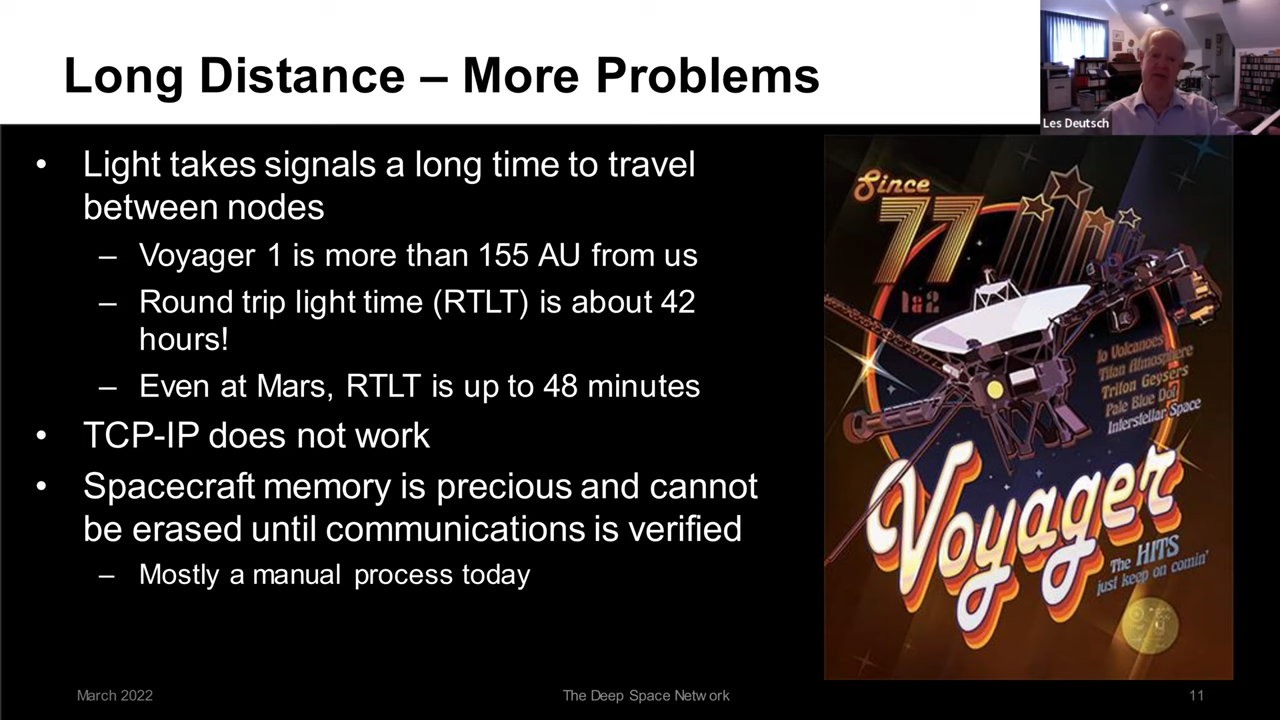 Long Distance – More Problems
Les Deutsch
• Light takes signals a long time to travel
between nodes
– Voyager 1 is more than 155 AU from us
– Round trip light time (RTLT) is about 42
hours!
– Even at Mars, RTLT is up to 48 minutes
• TCP-IP does not work
• Spacecraft memory is precious and cannot
be erased until communications is verified
– Mostly a manual process today
Since
77
1&2
Io Volcanoes
Titan Atmosphere
Triton Geysers
Pale Blue Dot
Interstellar Space
Voyager
The HITS
just keep on comin'
March 2022
The Deep Space Network
11